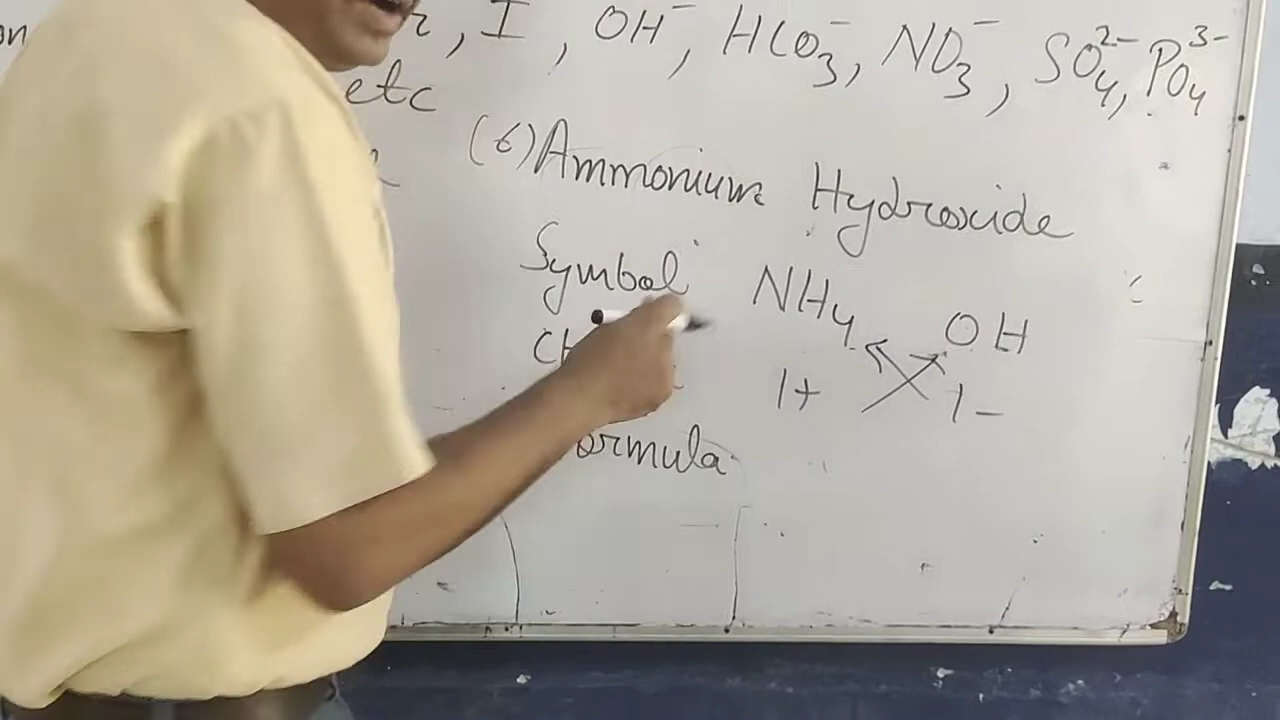 I, OH⁻, HCO₃⁻, NO₃⁻, SO₄²⁻, PO₄³⁻
etc
(6) Ammonium Hydroxide
Symbol NH₄ OH
1+ 1-
ormula